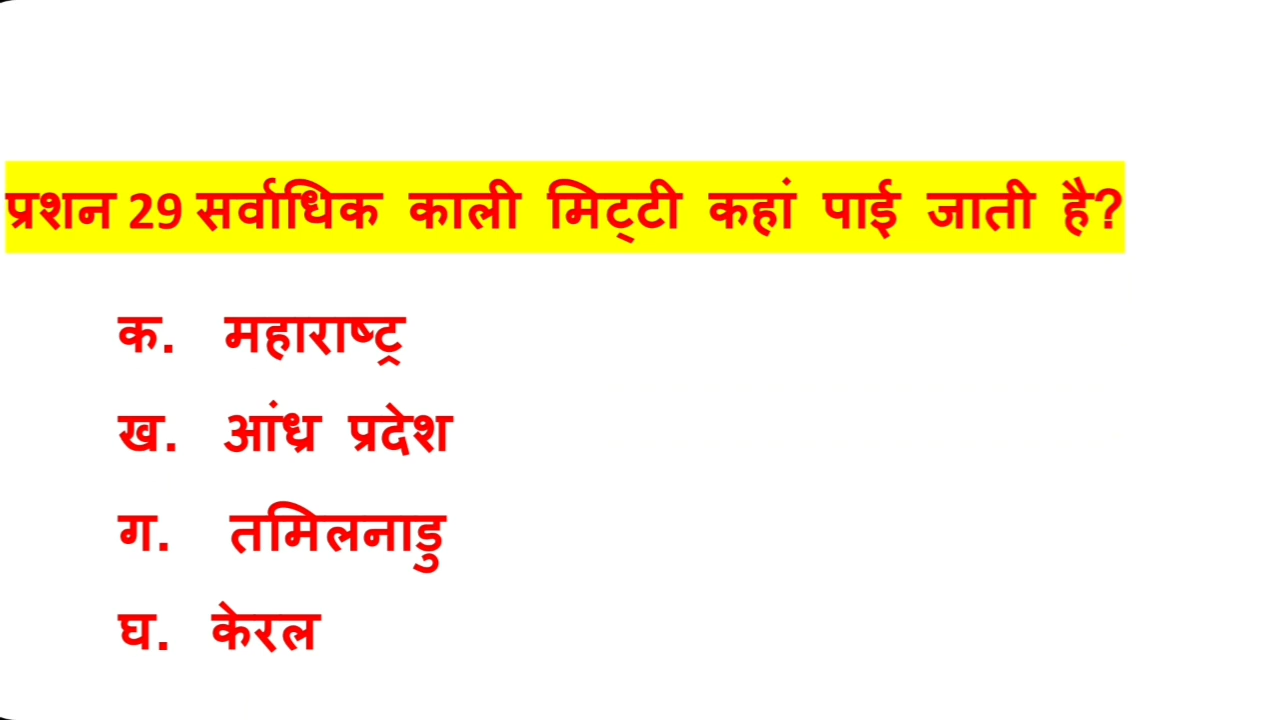 प्रशन 29 सर्वाधिक काली मिट्‌टी कहां पाई जाती है?
क. महाराष्ट्र
ख. आंध्र प्रदेश
ग. तमिलनाडु
घ. केरल